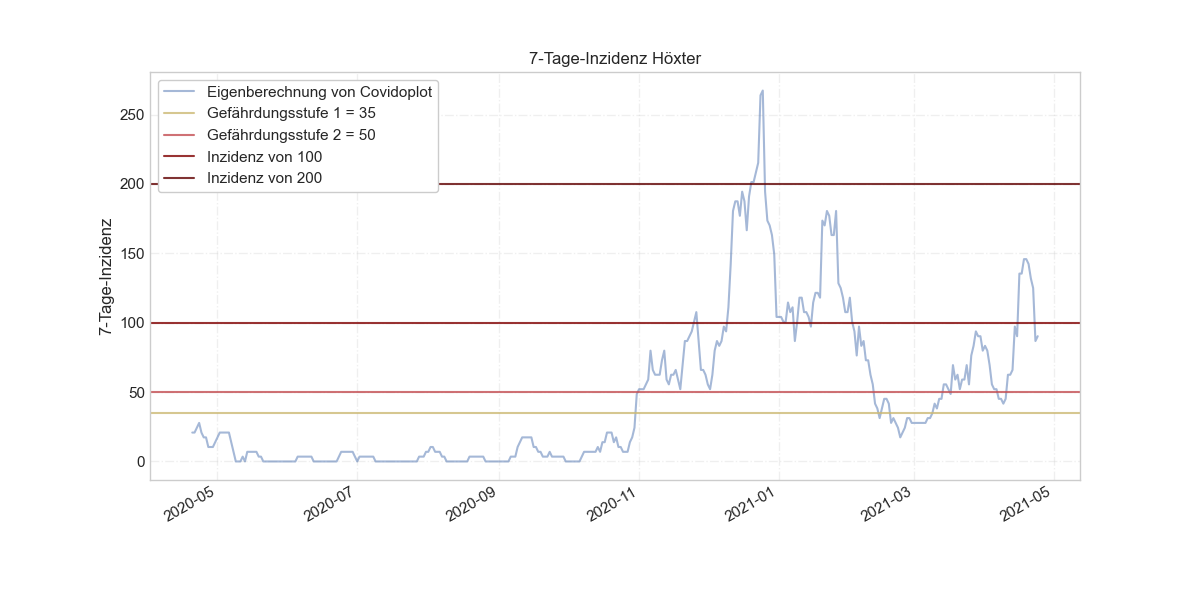 7-Tage-Inzidenz Höxter
Eigenberechnung von Covidoplot
Gefährdungsstufe 1 = 35
Gefährdungsstufe 2 = 50
Inzidenz von 100
Inzidenz von 200
7-Tage-Inzidenz
250
200
150
100
50
0
2020-05
2020-07
2020-09
2020-11
2021-01
2021-03
2021-05